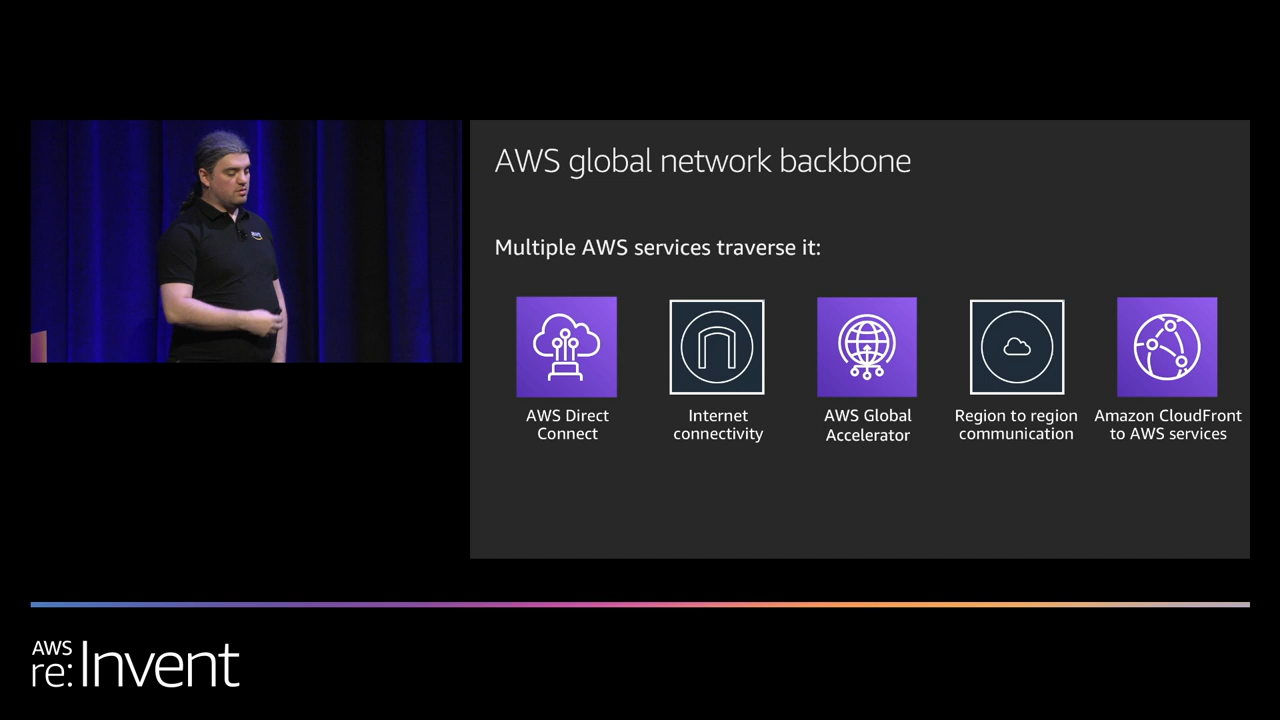 AWS global network backbone
Multiple AWS services traverse it:
AWS Direct
Connect
Internet
connectivity
AWS Global
Accelerator
Region to region
communication
Amazon CloudFront
to AWS services
AWS
re:Invent